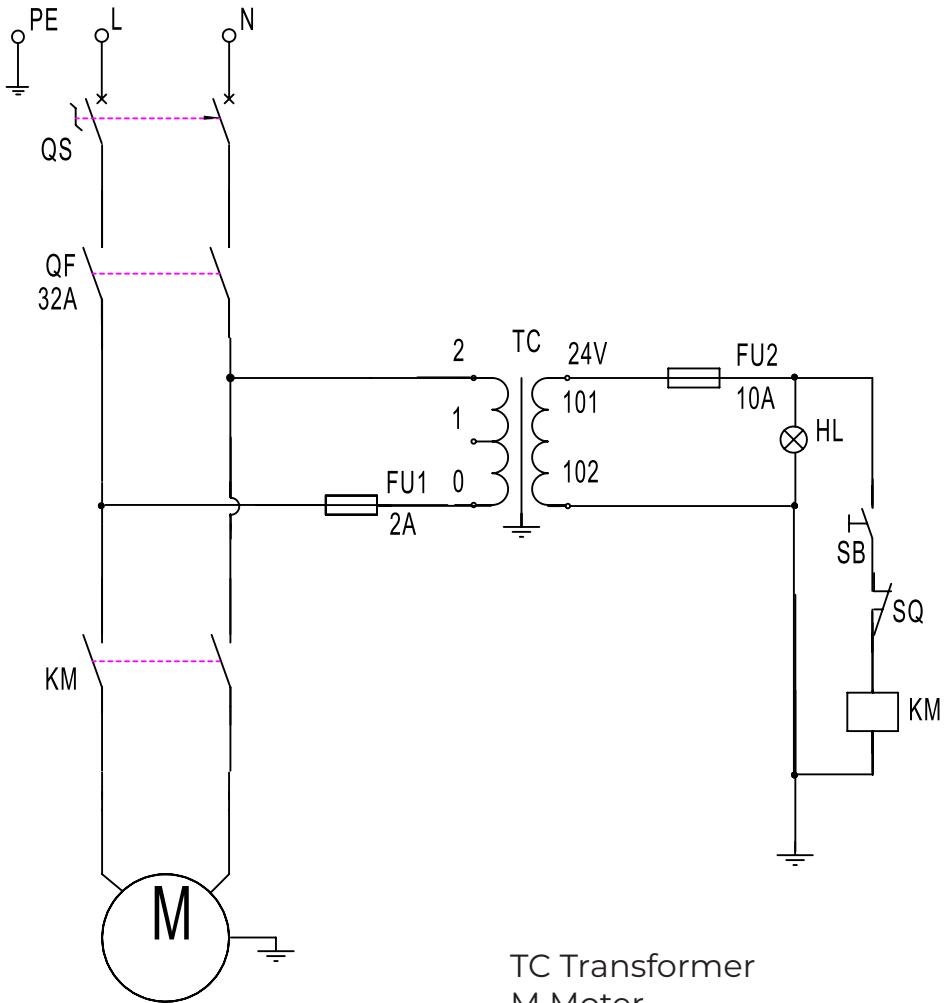 PE
L
N
QS
QF
32A
2
TC
24V
FU2
1
101
10A
HL
0
FU1
102
2A
SB
SQ
KM
KM
M
TC Transformer
M Motor